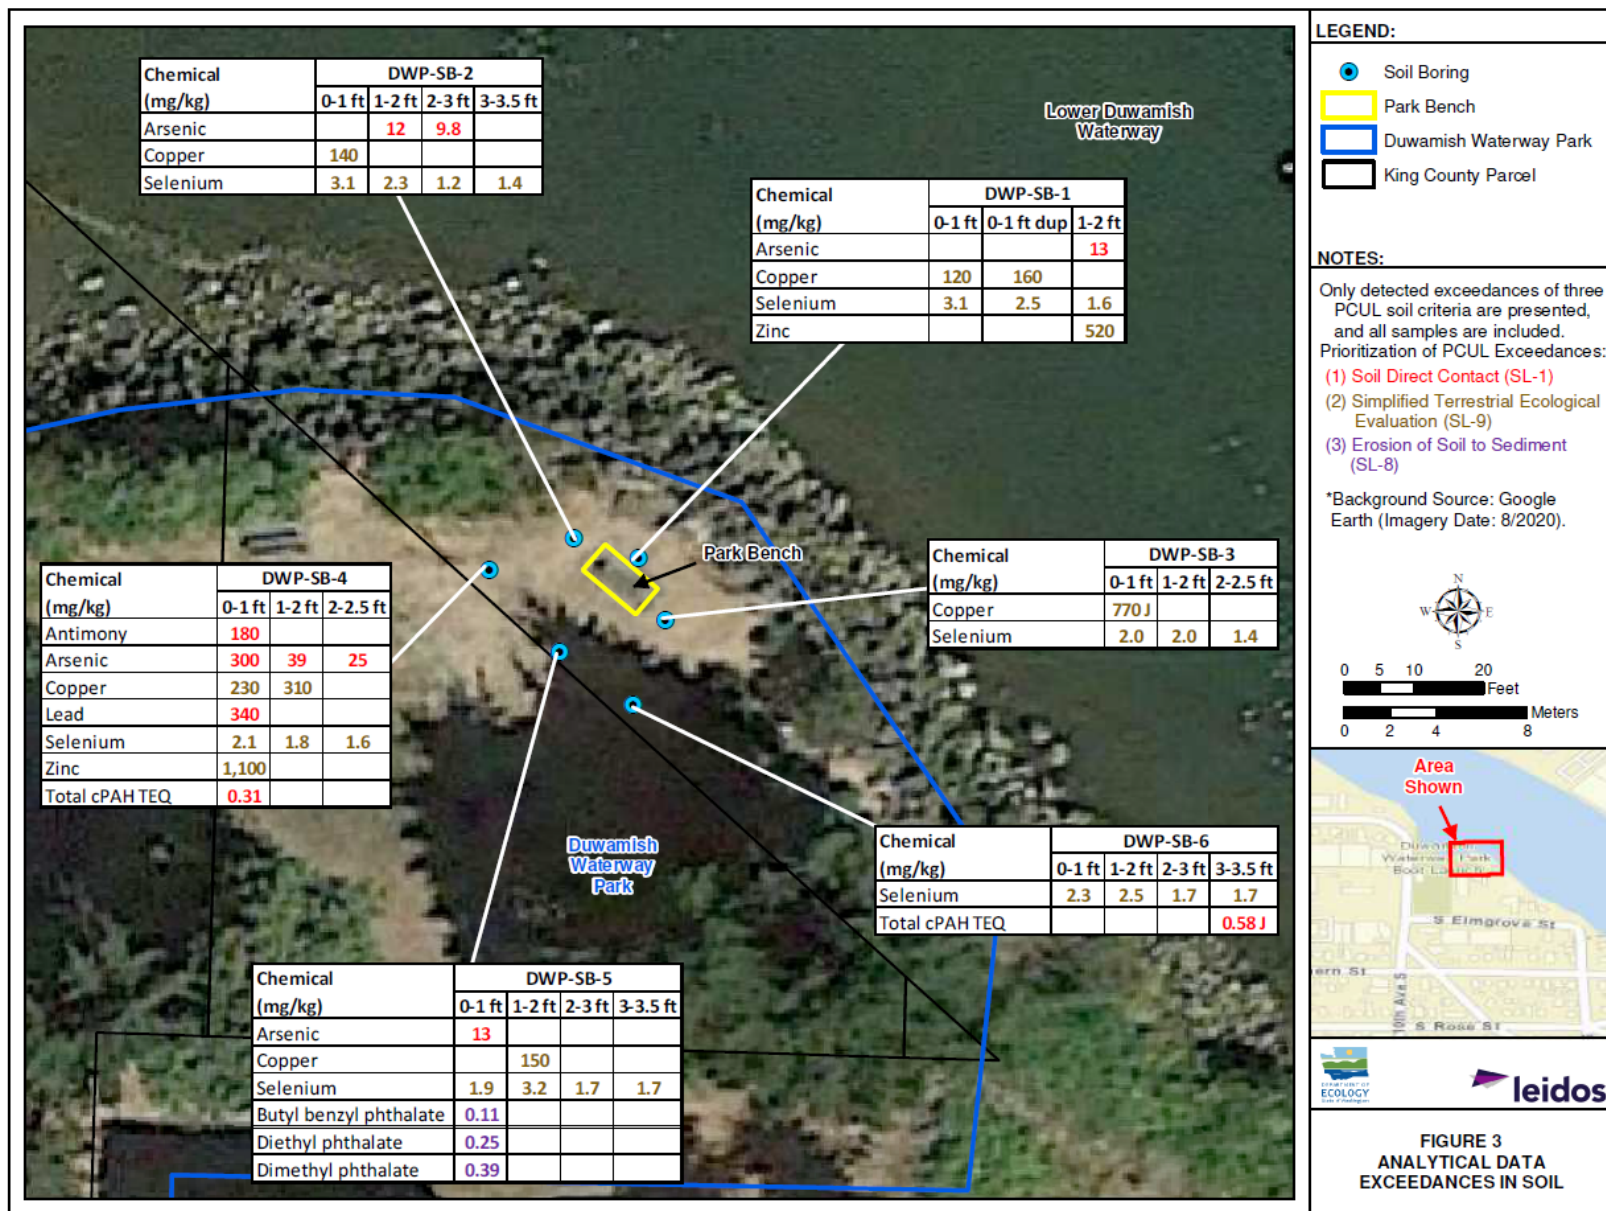 Chemical DWP-SB-2
(mg/kg) 0-1 ft 1-2 ft 2-3 ft 3-3.5 ft
Arsenic 12 9.8
Copper 140
Selenium 3.1 2.3 1.2 1.4
Lower Duwamish
Waterway
Chemical DWP-SB-1
(mg/kg) 0-1 ft 0-1 ft dup 1-2 ft
Arsenic 13
Copper 120 160
Selenium 3.1 2.5 1.6
Zinc 520
Park Bench
Chemical DWP-SB-3
(mg/kg) 0-1 ft 1-2 ft 2-2.5 ft
Copper 770 J
Selenium 2.0 2.0 1.4
Chemical DWP-SB-4
(mg/kg) 0-1 ft 1-2 ft 2-2.5 ft
Antimony 180
Arsenic 300 39 25
Copper 230 310
Lead 340
Selenium 2.1 1.8 1.6
Zinc 1,100
Total cPAH TEQ 0.31
Duwamish
Waterway
Park
Chemical DWP-SB-6
(mg/kg) 0-1 ft 1-2 ft 2-3 ft 3-3.5 ft
Selenium 2.3 2.5 1.7 1.7
Total cPAH TEQ 0.58 J
Chemical DWP-SB-5
(mg/kg) 0-1 ft 1-2 ft 2-3 ft 3-3.5 ft
Arsenic 13
Copper 150
Selenium 1.9 3.2 1.7 1.7
Butyl benzyl phthalate 0.11
Diethyl phthalate 0.25
Dimethyl phthalate 0.39
LEGEND:
Soil Boring
Park Bench
Duwamish Waterway Park
King County Parcel
NOTES:
Only detected exceedances of three
PCUL soil criteria are presented,
and all samples are included.
Prioritization of PCUL Exceedances:
(1) Soil Direct Contact (SL-1)
(2) Simplified Terrestrial Ecological
Evaluation (SL-9)
(3) Erosion of Soil to Sediment
(SL-8)
*Background Source: Google
Earth (Imagery Date: 8/2020).
N
W E
S
0 5 10 20
Feet
Meters
0 2 4 8
Area
Shown
Duwamish
Waterway Park
Boat Launch
S Elmgrove St
ern St
10th Ave S
S Rose St
DEPARTMENT OF
ECOLOGY
State of Washington
leidos
FIGURE 3
ANALYTICAL DATA
EXCEEDANCES IN SOIL